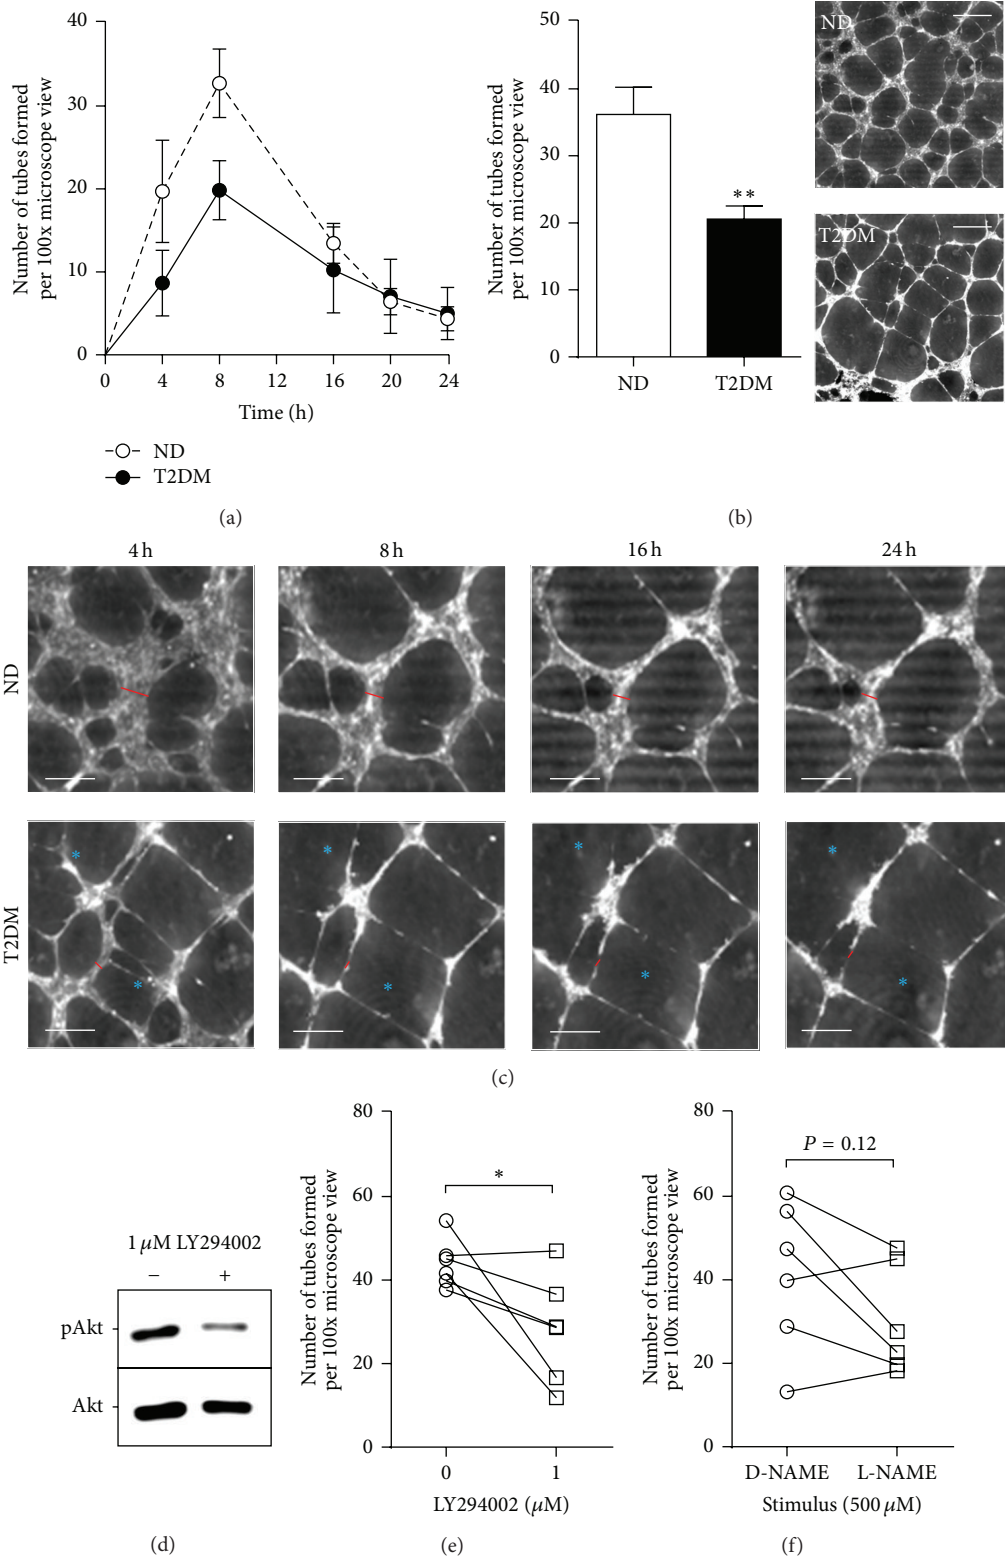 Number of tubes formed
per 100x microscope view
40
30
20
10
0
0
4
8
12
16
20
24
Time (h)
ND
T2DM
(a)
Number of tubes formed
per 100x microscope view
50
40
30
20
10
0
**
ND
T2DM
ND
T2DM
(b)
4 h
8 h
16 h
24 h
ND
T2DM
*
*
*
*
*
*
*
*
(c)
1 μM LY294002
−
+
pAkt
Akt
(d)
Number of tubes formed
per 100x microscope view
80
60
40
20
0
*
0
1
LY294002 (μM)
(e)
Number of tubes formed
per 100x microscope view
80
60
40
20
0
P = 0.12
D-NAME
L-NAME
Stimulus (500 μM)
(f)